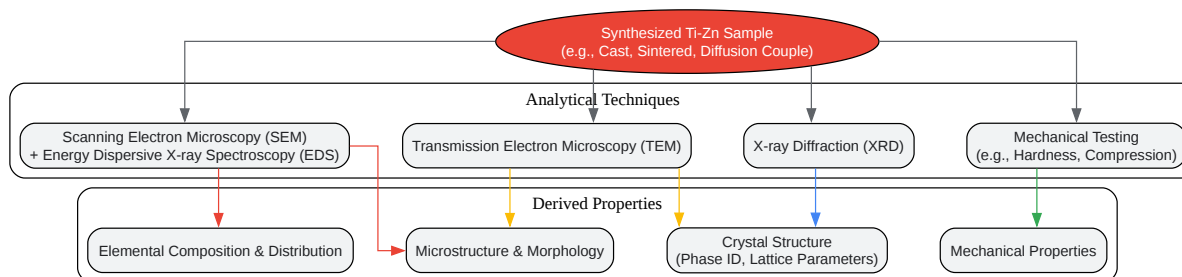 Synthesized Ti-Zn Sample
(e.g., Cast, Sintered, Diffusion Couple)
Analytical Techniques
Scanning Electron Microscopy (SEM)
+ Energy Dispersive X-ray Spectroscopy (EDS)
Transmission Electron Microscopy (TEM)
X-ray Diffraction (XRD)
Mechanical Testing
(e.g., Hardness, Compression)
Derived Properties
Elemental Composition & Distribution
Microstructure & Morphology
Crystal Structure
(Phase ID, Lattice Parameters)
Mechanical Properties